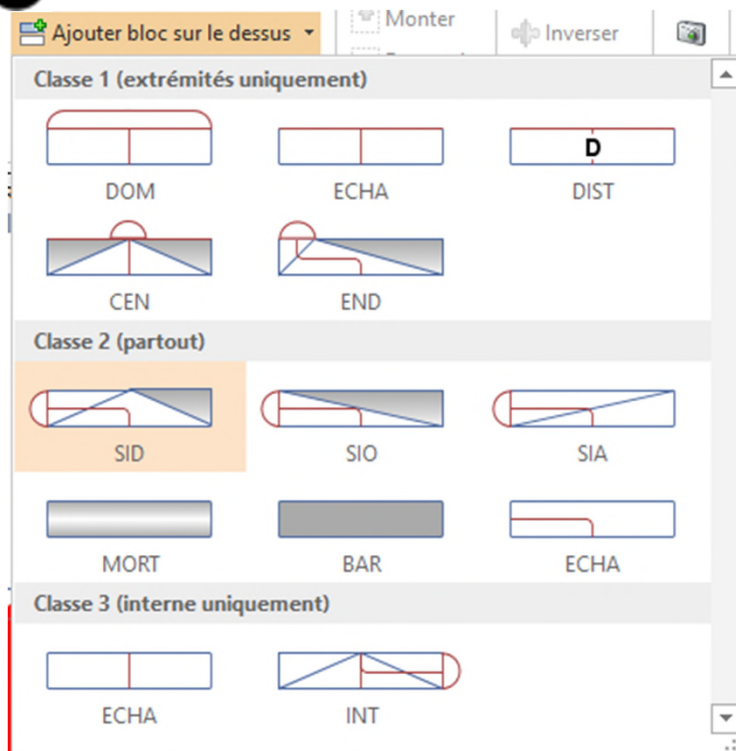 Ajouter bloc sur le dessus
Monter
Inverser
Classe 1 (extrémités uniquement)
D
DOM ECHA DIST
CEN END
Classe 2 (partout)
SID SIO SIA
MORT BAR ECHA
Classe 3 (interne uniquement)
ECHA INT